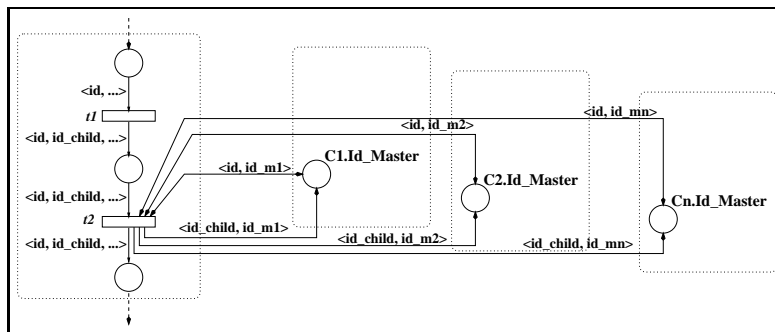 <id, ...>
t1
<id, id_child, ...>
<id, id_child, ...>
t2
<id, id_child, ...>
<id, id_m1>
C1.Id_Master
<id_child, id_m1>
<id, id_m2>
C2.Id_Master
<id_child, id_m2>
<id, id_mn>
Cn.Id_Master
<id_child, id_mn>